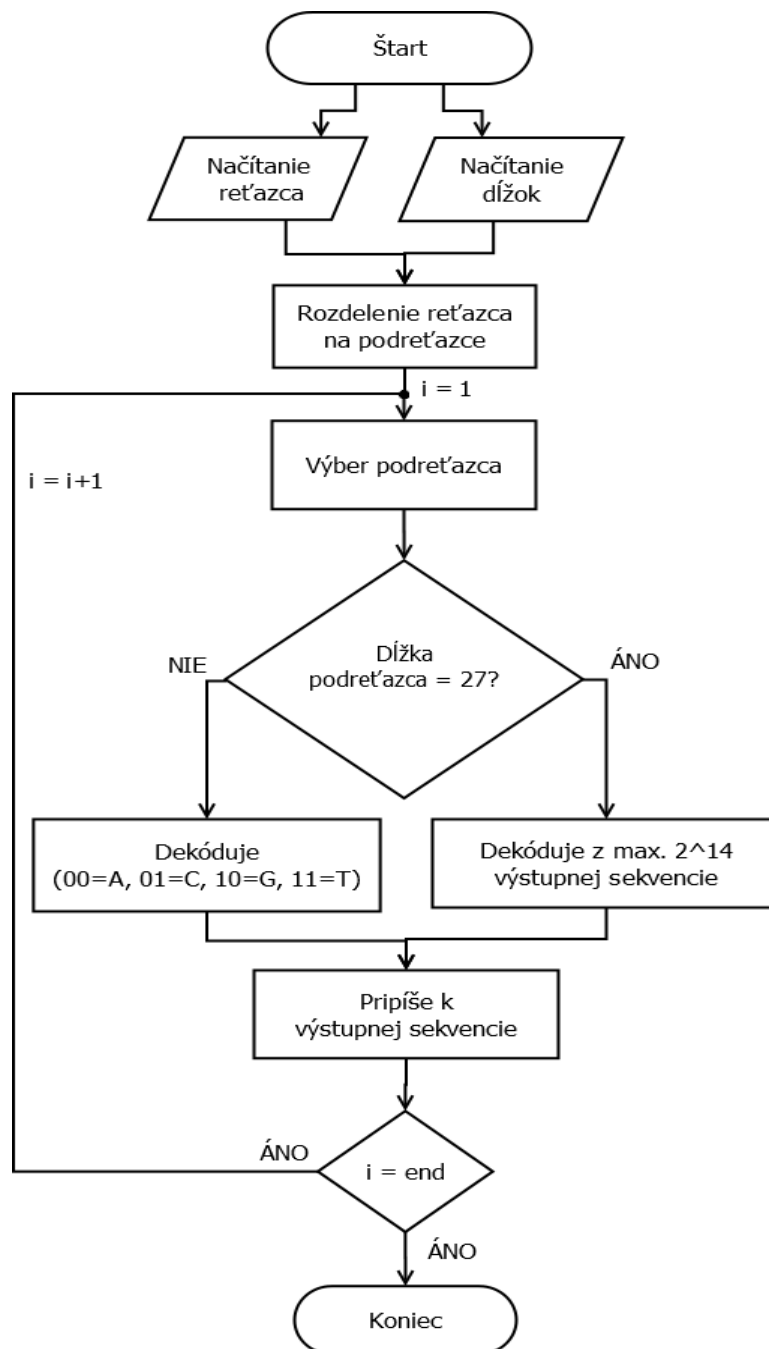 Štart
Načítanie
reťazca
Načítanie
dĺžok
Rozdelenie reťazca
na podreťazce
i = 1
Výber podreťazca
i = i+1
Dĺžka
podreťazca = 27?
NIE
ÁNO
Dekóduje
(00=A, 01=C, 10=G, 11=T)
Dekóduje z max. 2^14
výstupnej sekvencie
Pripíše k
výstupnej sekvencie
ÁNO
i = end
ÁNO
Koniec